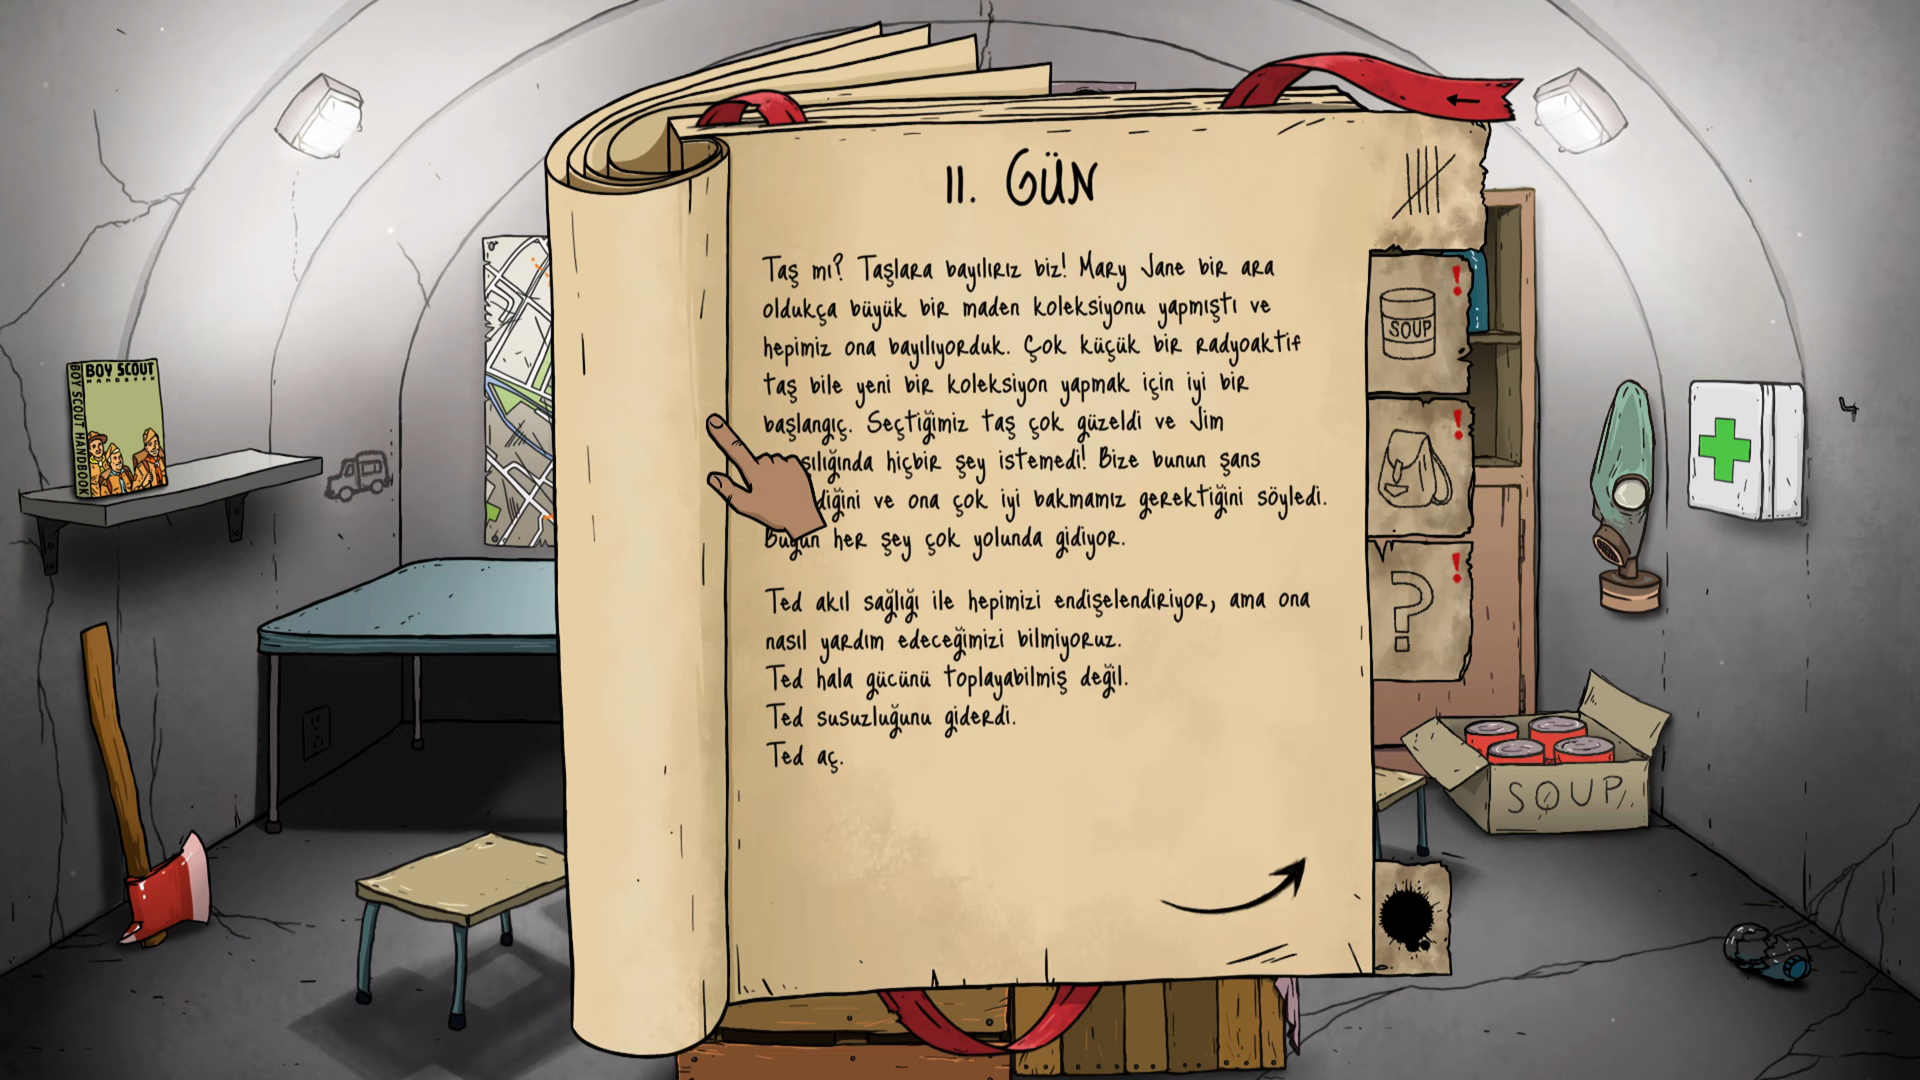 11. GÜN
Taş mı? Taşlara bayılırız biz! Mary Jane bir ara
oldukça büyük bir maden koleksiyonu yapmıştı ve
hepimiz ona bayılıyorduk. Çok küçük bir radyoaktif
taş bile yeni bir koleksiyon yapmak için iyi bir
başlangıç. Seçtiğimiz taş çok güzeldi ve Jim
hiçbir şey istemedi! Bize bunun şans
ve ona çok iyi bakmamız gerektiğini söyledi.
Bugün her şey çok yolunda gidiyor.
Ted akıl sağlığı ile hepimizi endişelendiriyor, ama ona
nasıl yardım edeceğimizi bilmiyoruz.
Ted hala gücünü toplayabilmiş değil.
Ted susuzluğunu giderdi.
Ted aç.
!
SOUP
!
!
?
BOY SCOUT
HANDBOOK
BOY SCOUT HANDBOOK
SOUP